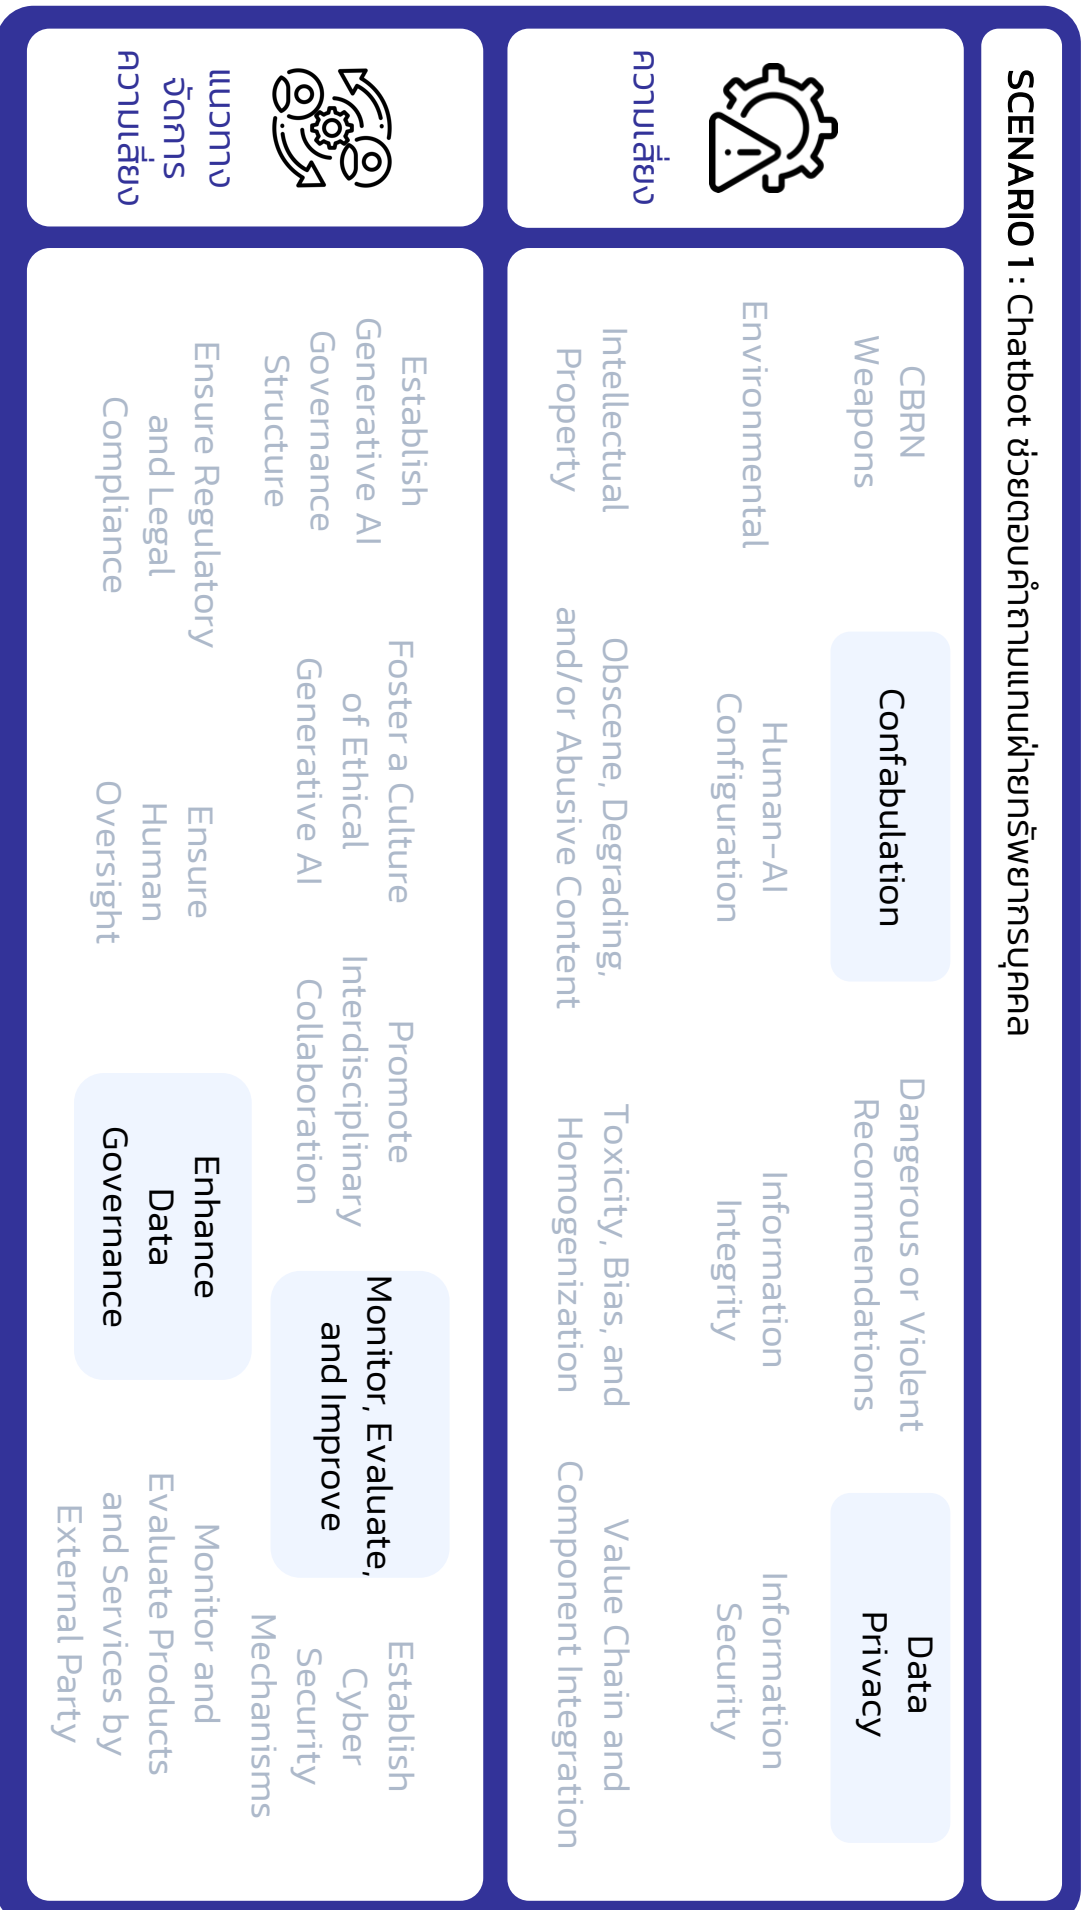 SCENARIO 1 : Chatbot ช่วยตอบคำถามแทนฝ่ายทรัพยากรบุคคล
ความเสี่ยง
CBRN
Weapons
Confabulation
Dangerous or Violent
Recommendations
Data
Privacy
Environmental
Human-AI
Configuration
Information
Integrity
Information
Security
Intellectual
Property
Obscene, Degrading,
and/or Abusive Content
Toxicity, Bias, and
Homogenization
Value Chain and
Component Integration
แนวทาง
จัดการ
ความเสี่ยง
Establish
Generative AI
Governance
Structure
Foster a Culture
of Ethical
Generative AI
Promote
Interdisciplinary
Collaboration
Monitor, Evaluate,
and Improve
Establish
Cyber
Security
Mechanisms
Ensure Regulatory
and Legal
Compliance
Ensure
Human
Oversight
Enhance
Data
Governance
Monitor and
Evaluate Products
and Services by
External Party